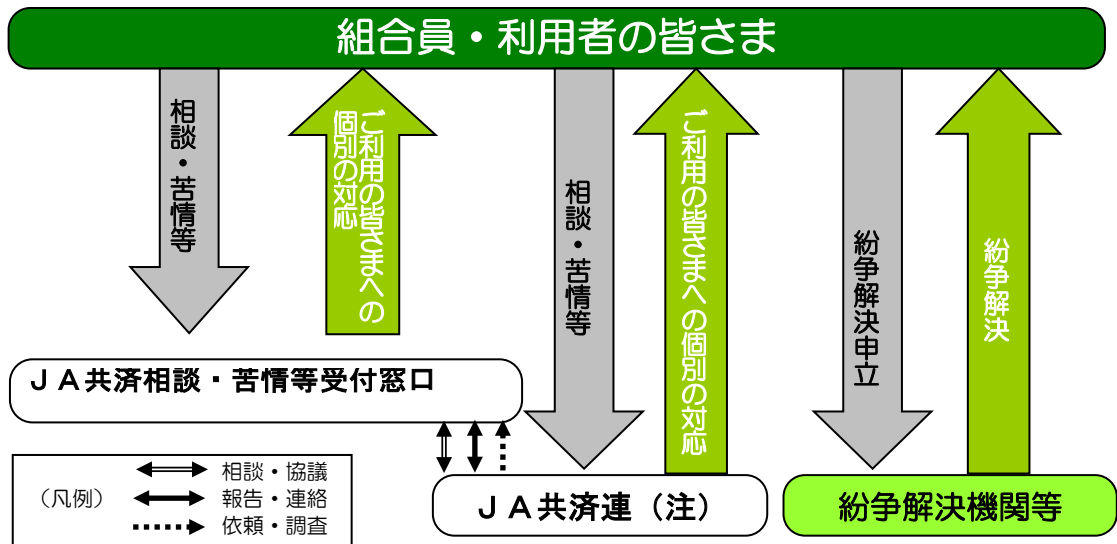 組合員・利用者の皆さま
相談・苦情等
ご利用の皆さまへの
個別の対応
相談・苦情等
ご利用の皆さまへの個別の対応
紛争解決申立
紛争解決
ＪＡ共済相談・苦情等受付窓口
ＪＡ共済連（注）
紛争解決機関等
（凡例）
相談・協議
報告・連絡
依頼・調査